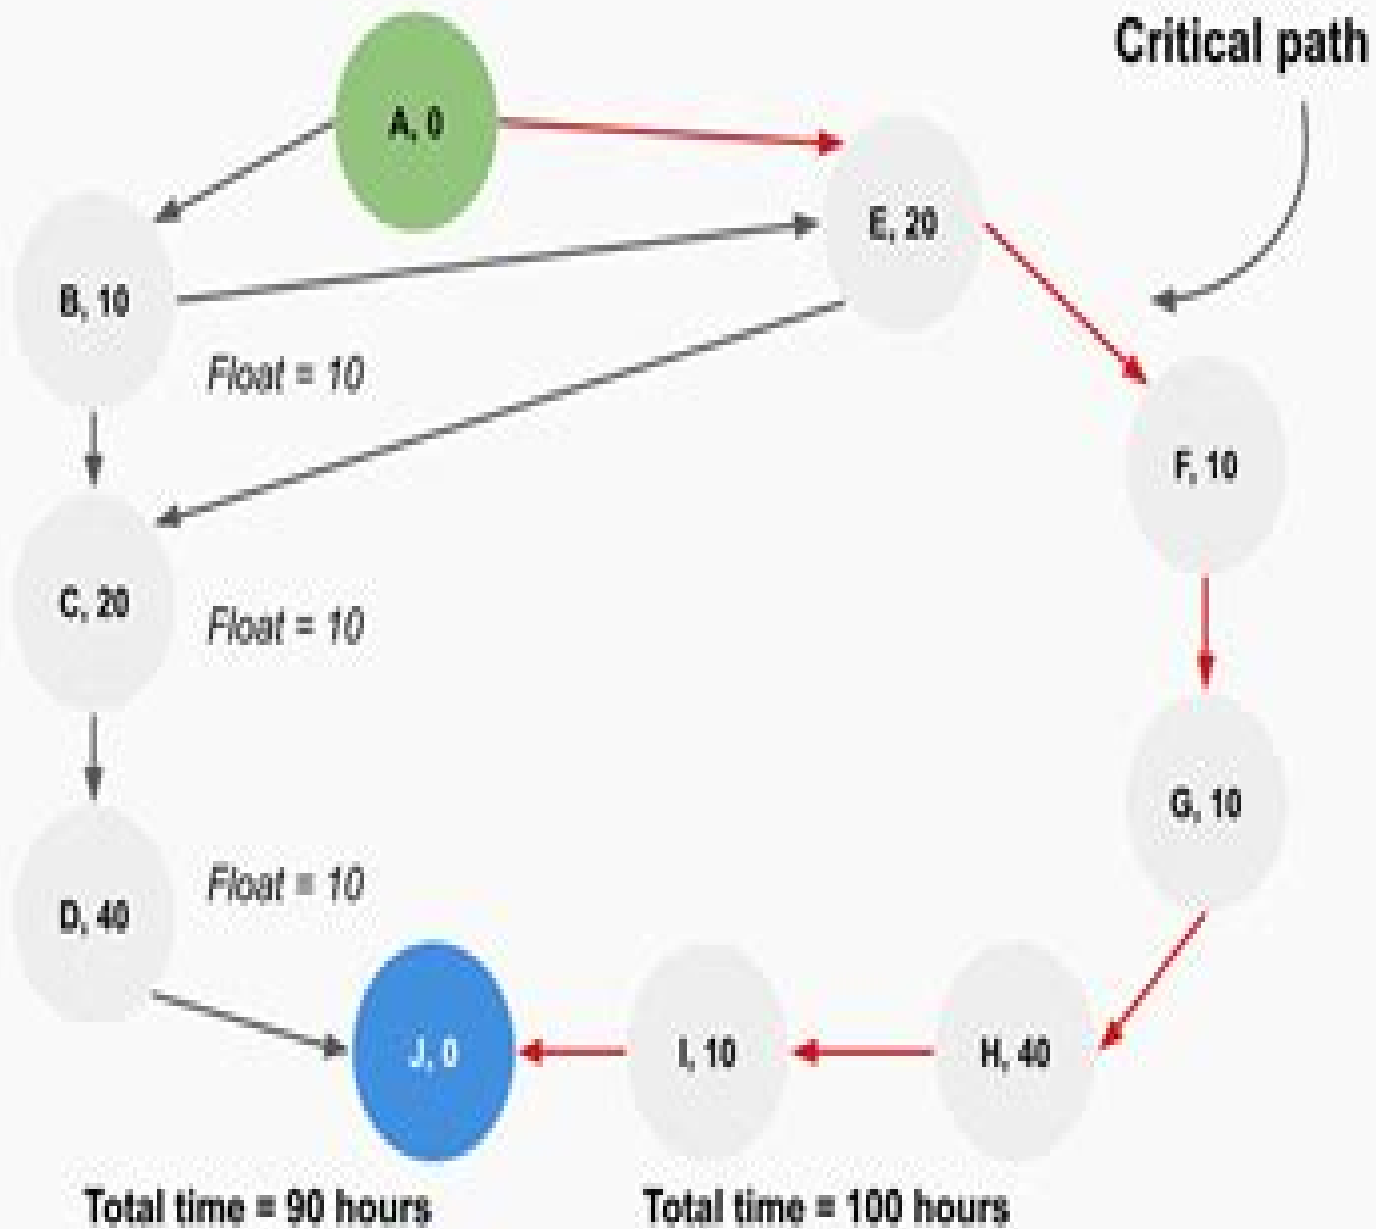 Critical path
A, 0
E, 20
B, 10
Float = 10
F, 10
C, 20
Float = 10
G, 10
Float = 10
D, 40
J, 0
I, 10
H, 40
Total time = 90 hours
Total time = 100 hours